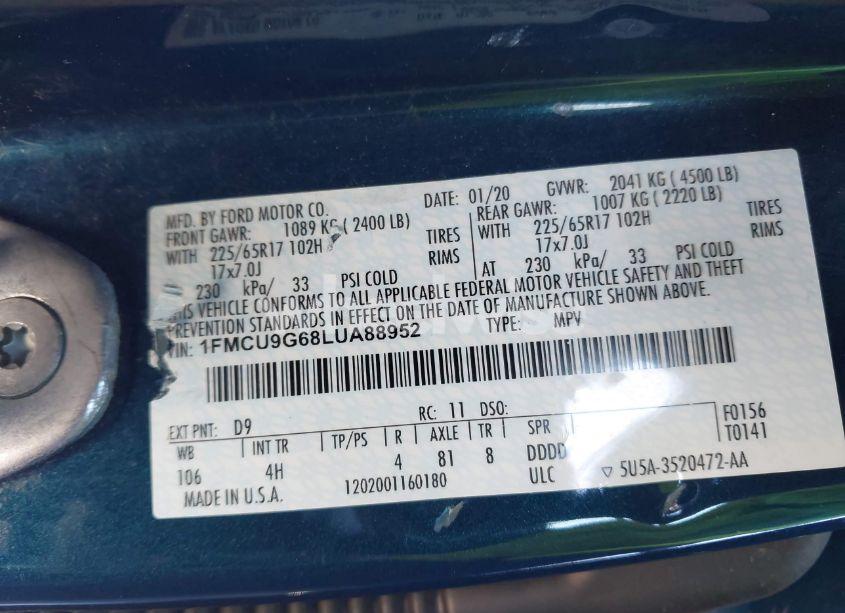 MFD. BY FORD MOTOR CO. DATE: 01/20 GVWR: 2041 KG ( 4500 LB)
FRONT GAWR: 1089 KG ( 2400 LB) REAR GAWR: 1007 KG ( 2220 LB)
WITH 225/65R17 102H TIRES WITH 225/65R17 102H TIRES
17x7.0J RIMS 17x7.0J RIMS
230 kPa/ 33 PSI COLD AT 230 kPa/ 33 PSI COLD
VEHICLE CONFORMS TO ALL APPLICABLE FEDERAL MOTOR VEHICLE SAFETY AND THEFT
PREVENTION STANDARDS IN EFFECT ON THE DATE OF MANUFACTURE SHOWN ABOVE.
1FMCU9G68LUA88952 TYPE: MPV
EXT PNT: D9 RC: 11 DSO: F0156
WB INT TR TP/PS R AXLE TR SPR T0141
106 4H 4 81 8 DDDD
MADE IN U.S.A. 1202001160180 ULC 5U5A-3520472-AA